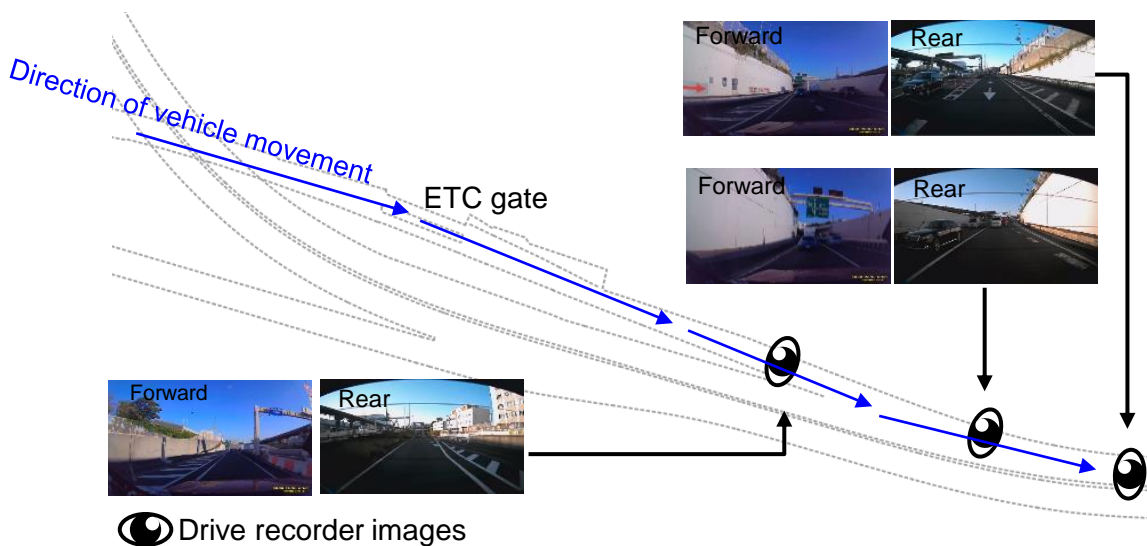 Forward
Rear
Direction of vehicle movement
ETC gate
Forward
Rear
Forward
Rear
Drive recorder images